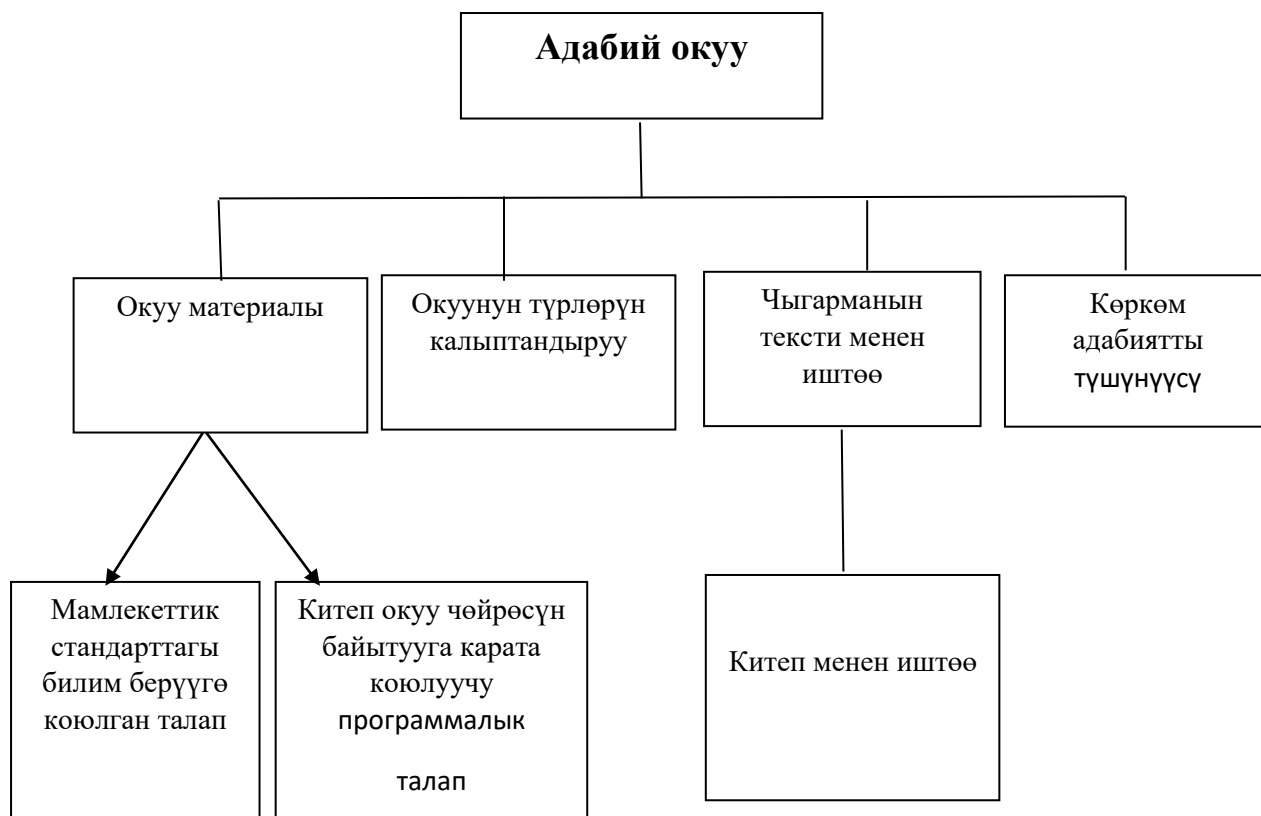 Адабий окуу
Окуу материалы
Окуунун түрлөрүн
калыптандыруу
Чыгарманын
тексти менен
иштөө
Көркөм
адабиятты
түшүнүүсү
Мамлекеттик
стандарттагы
билим берүүгө
коюлган талап
Китеп окуу чөйрөсүн
байытууга карата
коюлуучу
программалык
талап
Китеп менен иштөө